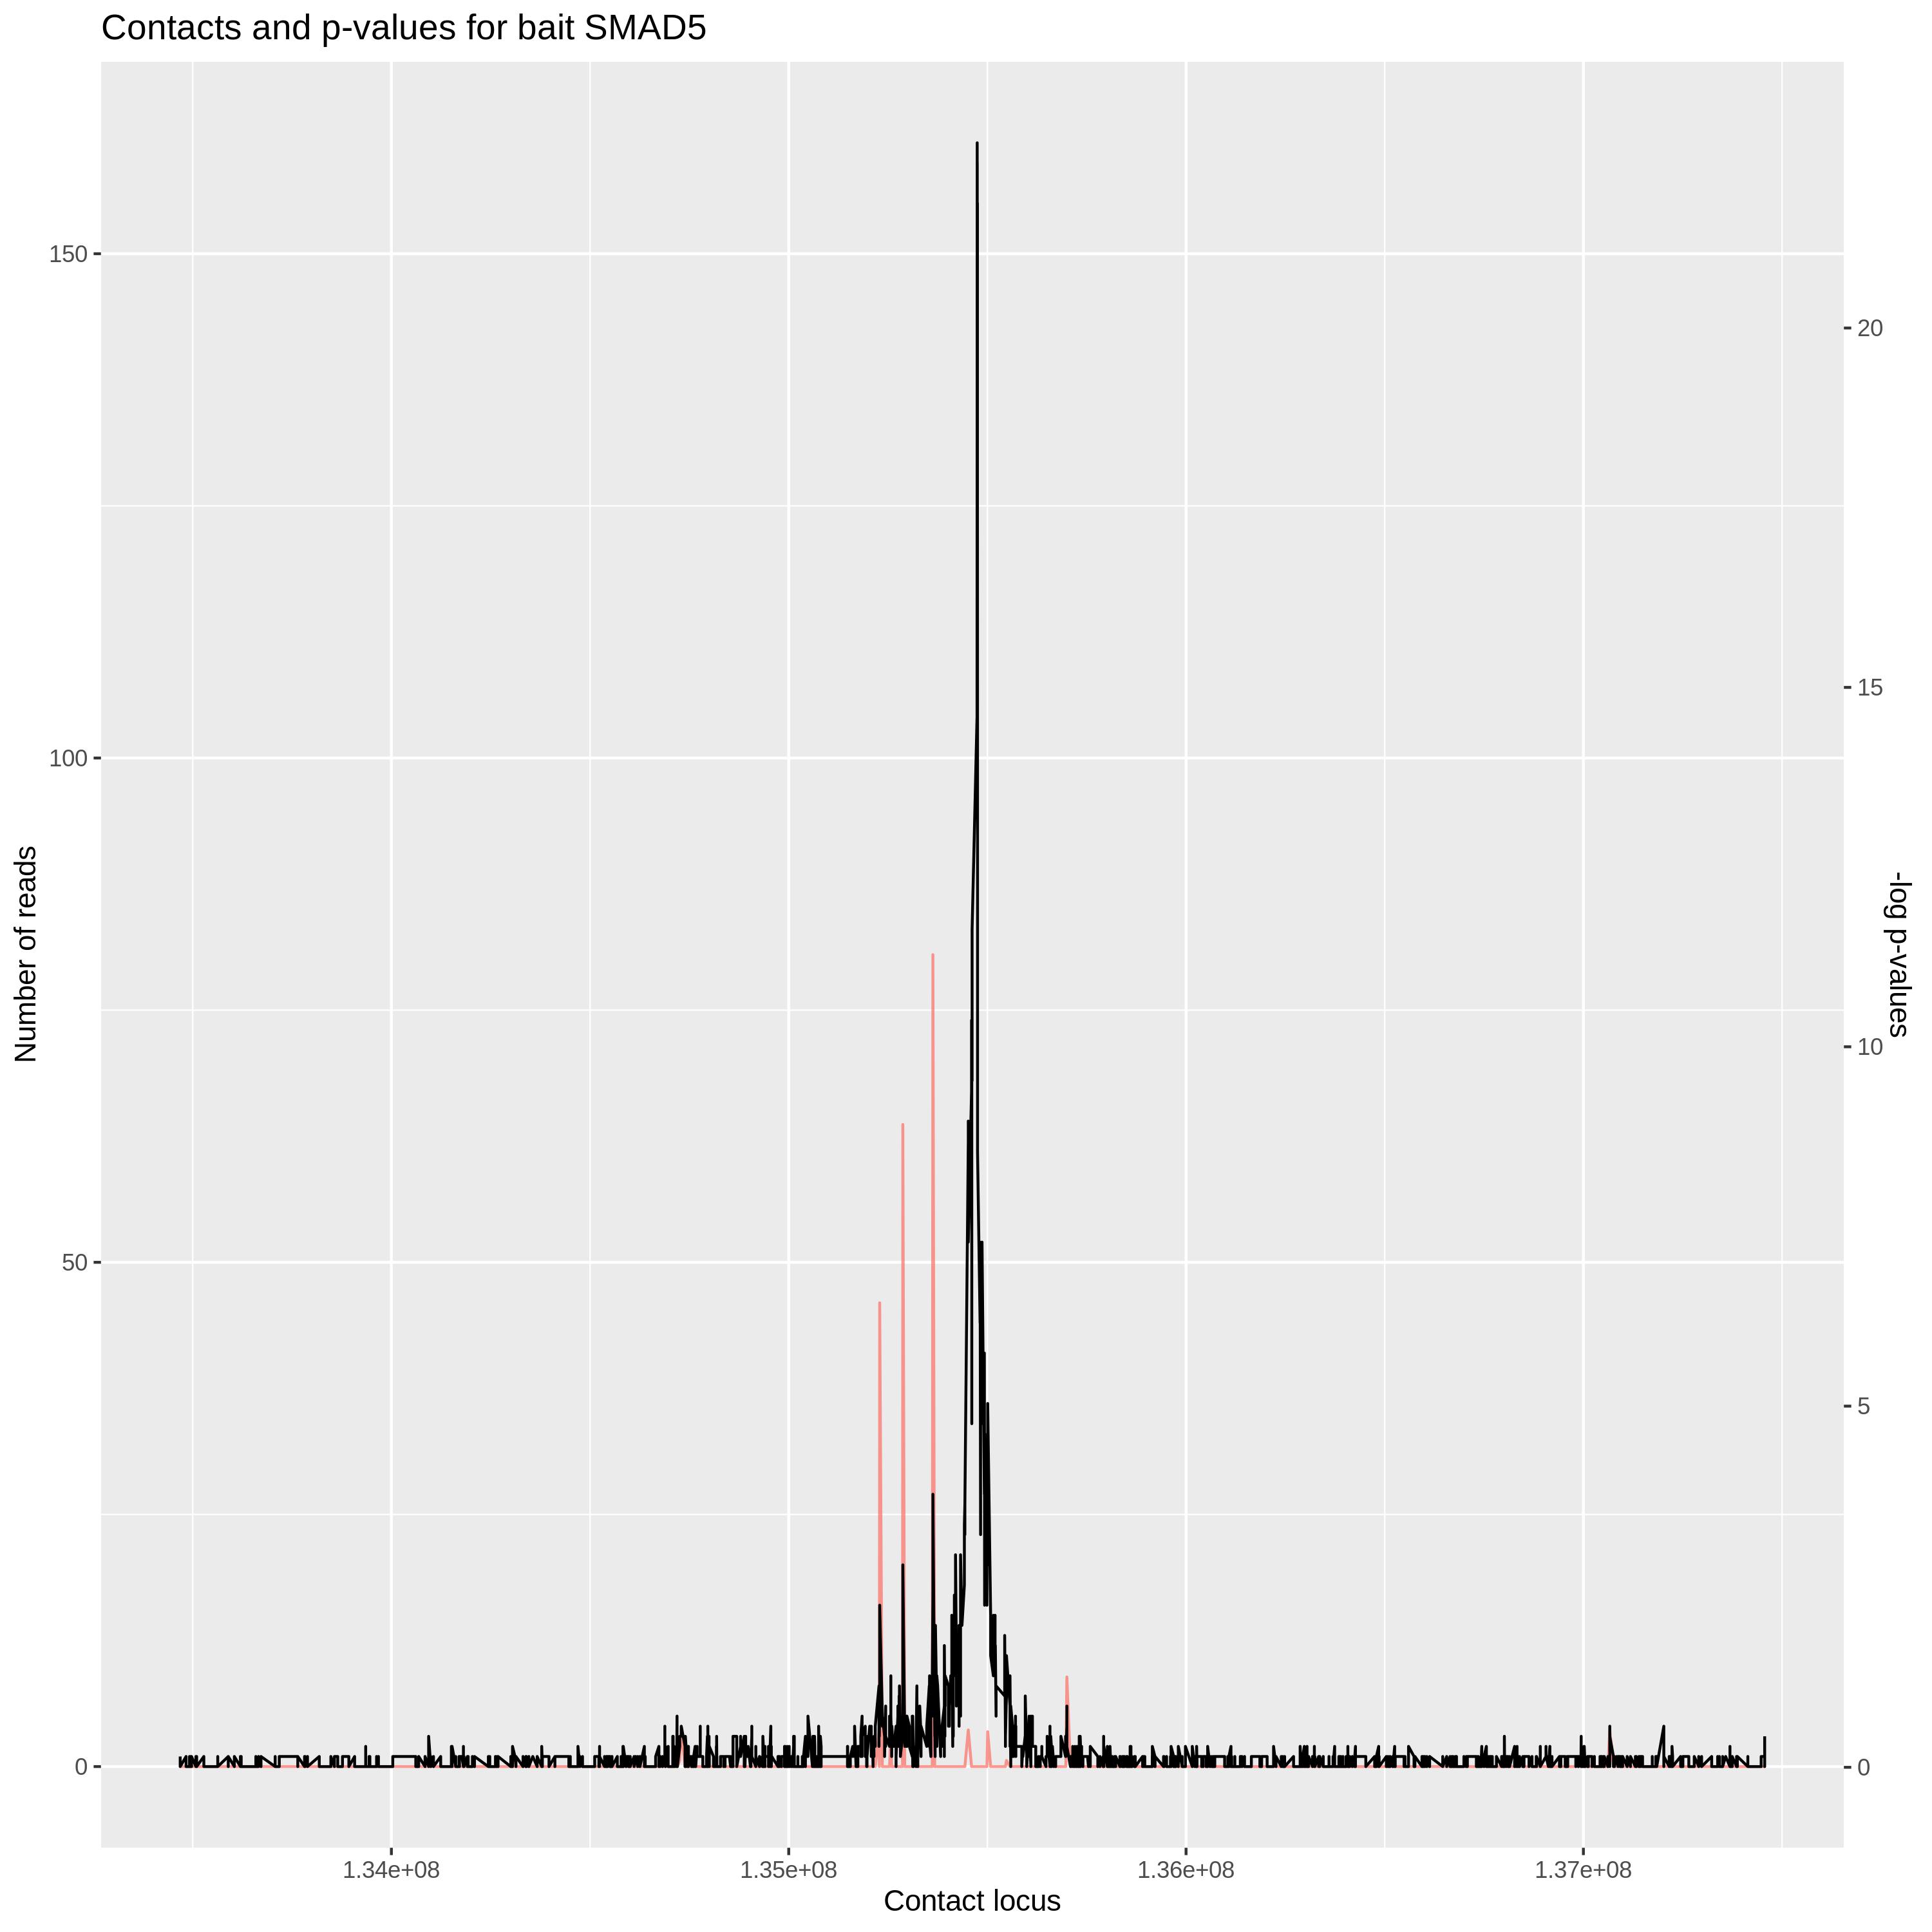 Contacts and p-values for bait SMAD5
Number of reads
150
100
50
0
20
15
10
5
0
-log p-values
1.34e+08
1.35e+08
1.36e+08
1.37e+08
Contact locus